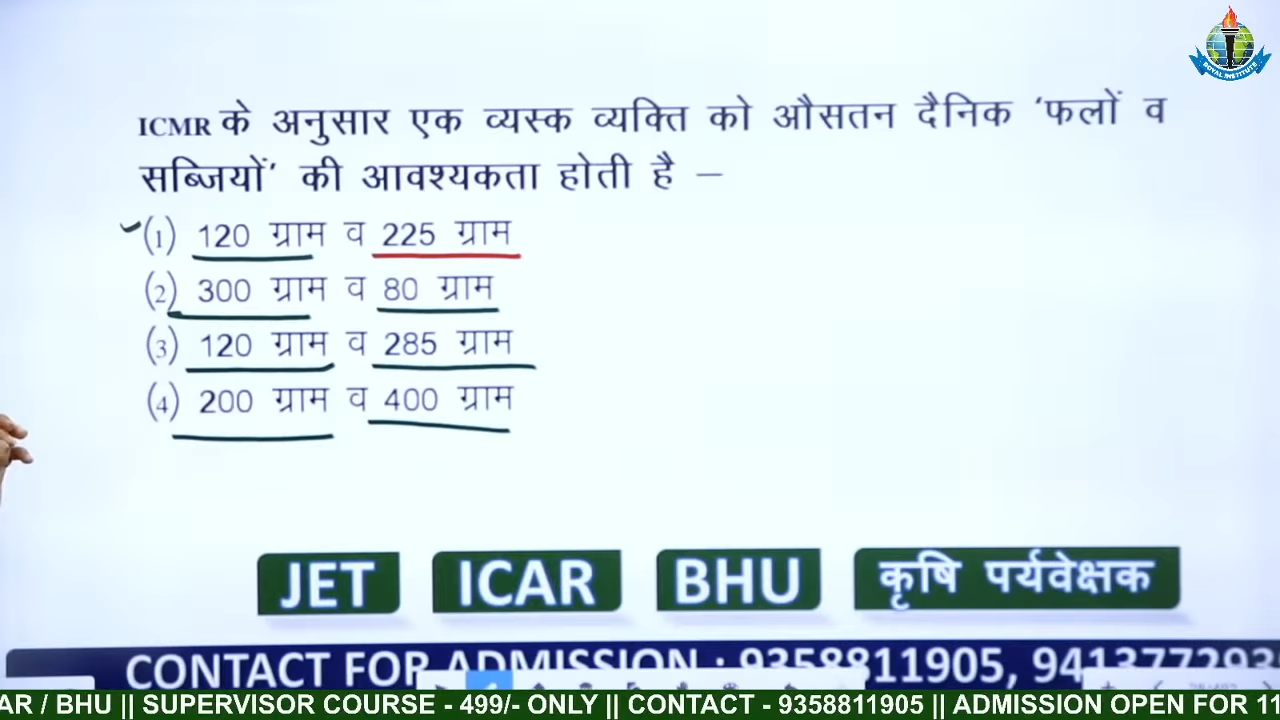 ROYAL INSTITUTE
ICMR के अनुसार एक व्यस्क व्यक्ति को औसतन दैनिक 'फलों व
सब्जियों' की आवश्यकता होती है –
(1) 120 ग्राम व 225 ग्राम
(2) 300 ग्राम व 80 ग्राम
(3) 120 ग्राम व 285 ग्राम
(4) 200 ग्राम व 400 ग्राम
JET ICAR BHU कृषि पर्यवेक्षक
CONTACT FOR ADMISSION : 9358811905,
AR / BHU || SUPERVISOR COURSE - 499/- ONLY || CONTACT - 9358811905 || ADMISSION OPEN FOR 11